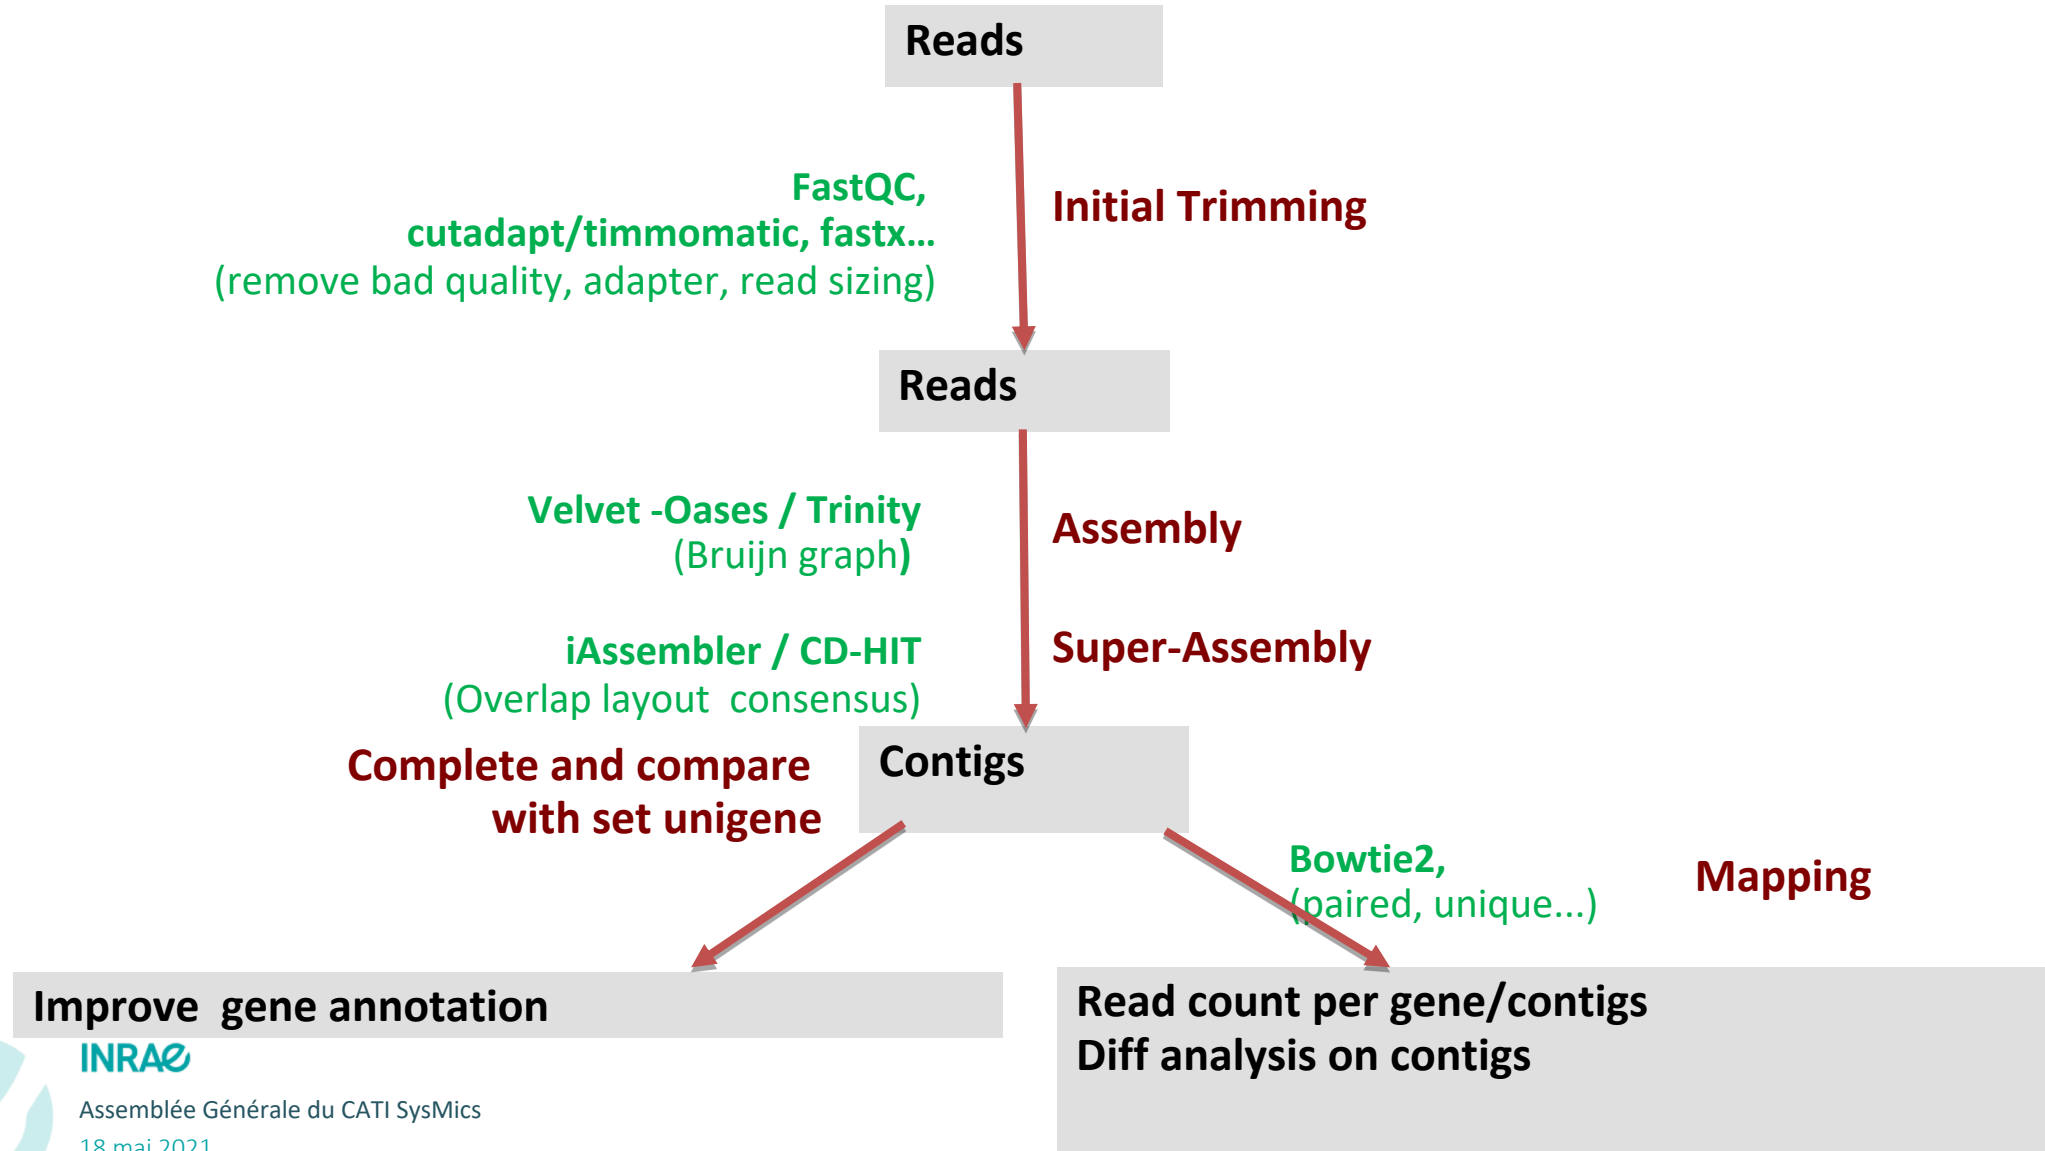 Reads
FastQC,
cutadapt/timmomatic, fastx...
(remove bad quality, adapter, read sizing)
Initial Trimming
Reads
Velvet -Oases / Trinity
(Bruijn graph)
Assembly
iAssembler / CD-HIT
(Overlap layout  consensus)
Super-Assembly
Complete and compare
with set unigene
Contigs
Bowtie2,
(paired, unique...)
Mapping
Improve  gene annotation
Read count per gene/contigs
Diff analysis on contigs
INRAE
Assemblée Générale du CATI SysMics
18 mai 2021